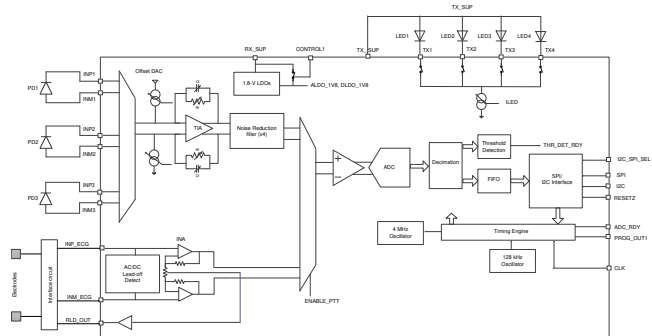 TX_SUP
LED1
LED2
LED3
LED4
RX_SUP
CONTROL1
TX_SUP
TX1
TX2
TX3
TX4
INP1
Offset DAC
PD1
INM1
1.8-V LDOs
ALDO_1V8, DLDO_1V8
ILED
INP2
TIA
Noise Reduction
filter (x4)
PD2
INM2
ADC
Decimation
Threshold
Detection
THR_DET_RDY
FIFO
SPI/
I2C Interface
I2C_SPI_SEL
SPI
I2C
RESETZ
INP3
PD3
INM3
4 MHz
Oscillator
Timing Engine
ADC_RDY
PROG_OUT1
128 kHz
Oscillator
CLK
Electrodes
Interface circuit
INP_ECG
INA
AC/DC
Lead-off
Detect
INM_ECG
ENABLE_PTT
RLD_OUT